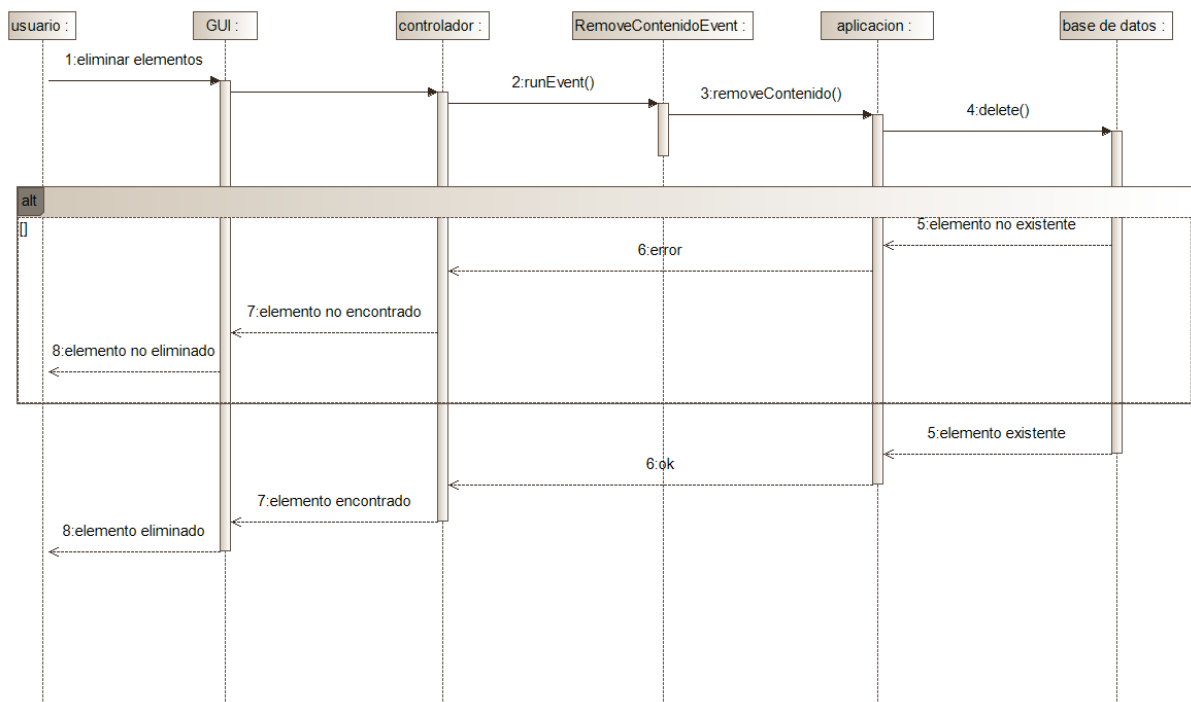 usuario :
GUI :
controlador :
RemoveContenidoEvent :
aplicacion :
base de datos :
1:eliminar elementos
2:runEvent()
3:removeContenido()
4:delete()
alt
[]
5:elemento no existente
6:error
7:elemento no encontrado
8:elemento no eliminado
5:elemento existente
6:ok
7:elemento encontrado
8:elemento eliminado